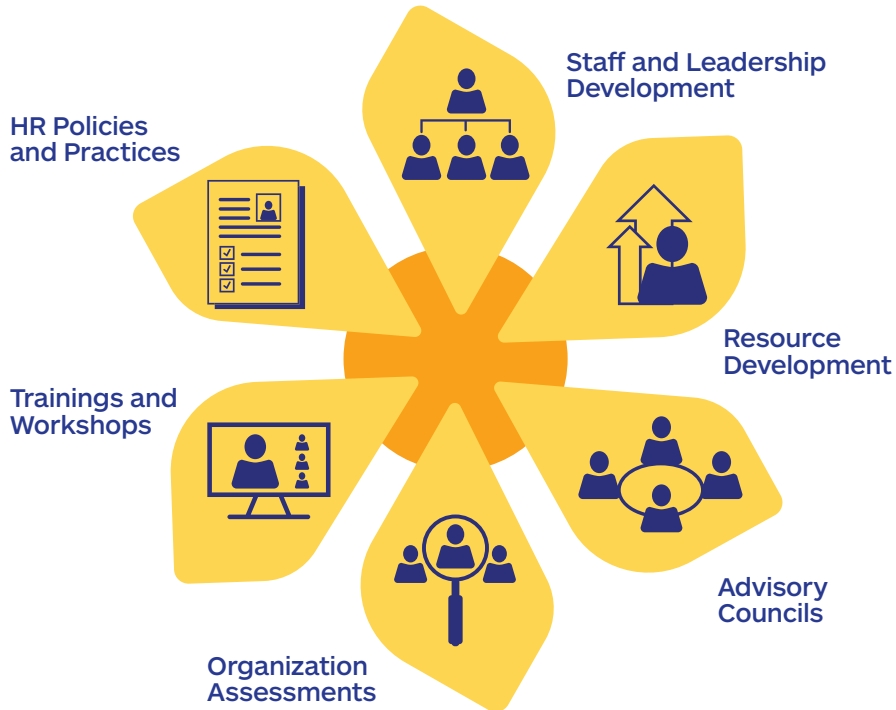 Staff and Leadership
Development
HR Policies
and Practices
Resource
Development
Trainings and
Workshops
Advisory
Councils
Organization
Assessments